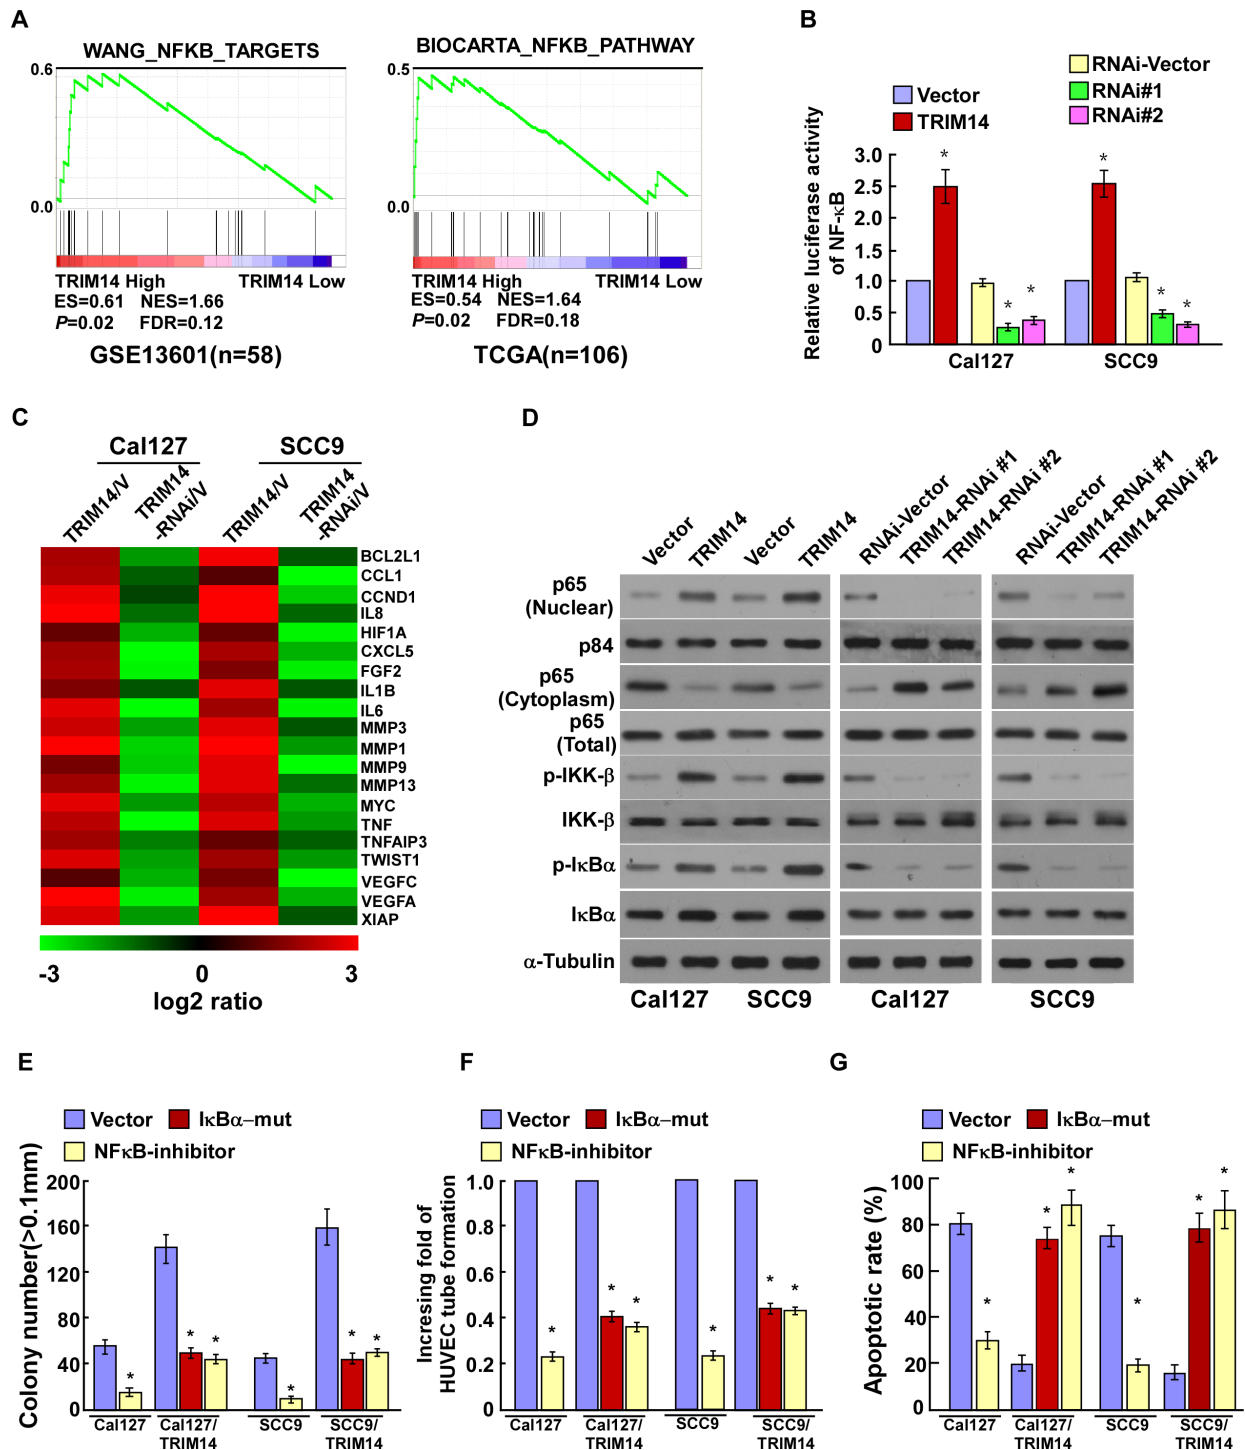 A
WANG_NFKB_TARGETS
0.6
0.0
TRIM14 High
TRIM14 Low
ES=0.61 NES=1.66
P=0.02 FDR=0.12
GSE13601(n=58)
BIOCARTA_NFKB_PATHWAY
0.5
0.0
TRIM14 High
TRIM14 Low
ES=0.54 NES=1.64
P=0.02 FDR=0.18
TCGA(n=106)
B
Vector
TRIM14
RNAi-Vector
RNAi#1
RNAi#2
Relative luciferase activity
of NF-κB
3.0
2.5
2.0
1.0
0.5
0
*
*
*
*
*
*
Cal127
SCC9
C
Cal127
SCC9
TRIM14/V
TRIM14
-RNAi/V
TRIM14/V
TRIM14
-RNAi/V
BCL2L1
CCL1
CCND1
IL8
HIF1A
CXCL5
FGF2
IL1B
IL6
MMP3
MMP1
MMP9
MMP13
MYC
TNF
TNFAIP3
TWIST1
VEGFC
VEGFA
XIAP
-3
0
3
log2 ratio
D
Vector
TRIM14
Vector
TRIM14
RNAi-Vector
TRIM14-RNAi #1
TRIM14-RNAi #2
RNAi-Vector
TRIM14-RNAi #1
TRIM14-RNAi #2
p65
(Nuclear)
p84
p65
(Cytoplasm)
p65
(Total)
p-IKK-β
IKK-β
p-IκBα
IκBα
α-Tubulin
Cal127
SCC9
Cal127
SCC9
E
Vector
IκBα−mut
NFκB-inhibitor
Colony number(>0.1mm)
200
160
120
80
40
0
*
*
*
*
*
*
Cal127
Cal127/
TRIM14
SCC9
SCC9/
TRIM14
F
Vector
IκBα−mut
NFκB-inhibitor
Incresing fold of
HUVEC tube formation
1.0
0.8
0.6
0.4
0.2
0
*
*
*
*
*
*
Cal127
Cal127/
TRIM14
SCC9
SCC9/
TRIM14
G
Vector
IκBα−mut
NFκB-inhibitor
Apoptotic rate (%)
100
80
60
40
20
0
*
*
*
*
*
*
Cal127
Cal127/
TRIM14
SCC9
SCC9/
TRIM14